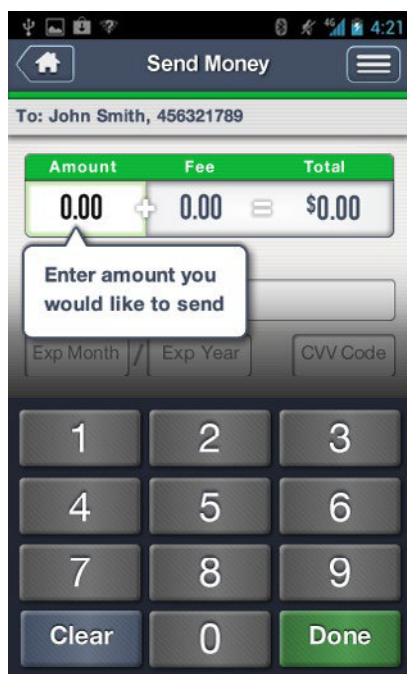 4G 4:21
Send Money
To: John Smith, 456321789
Amount Fee Total
0.00 + 0.00 = $0.00
Enter amount you
would like to send
Exp Month / Exp Year CVV Code
1 2 3
4 5 6
7 8 9
Clear 0 Done